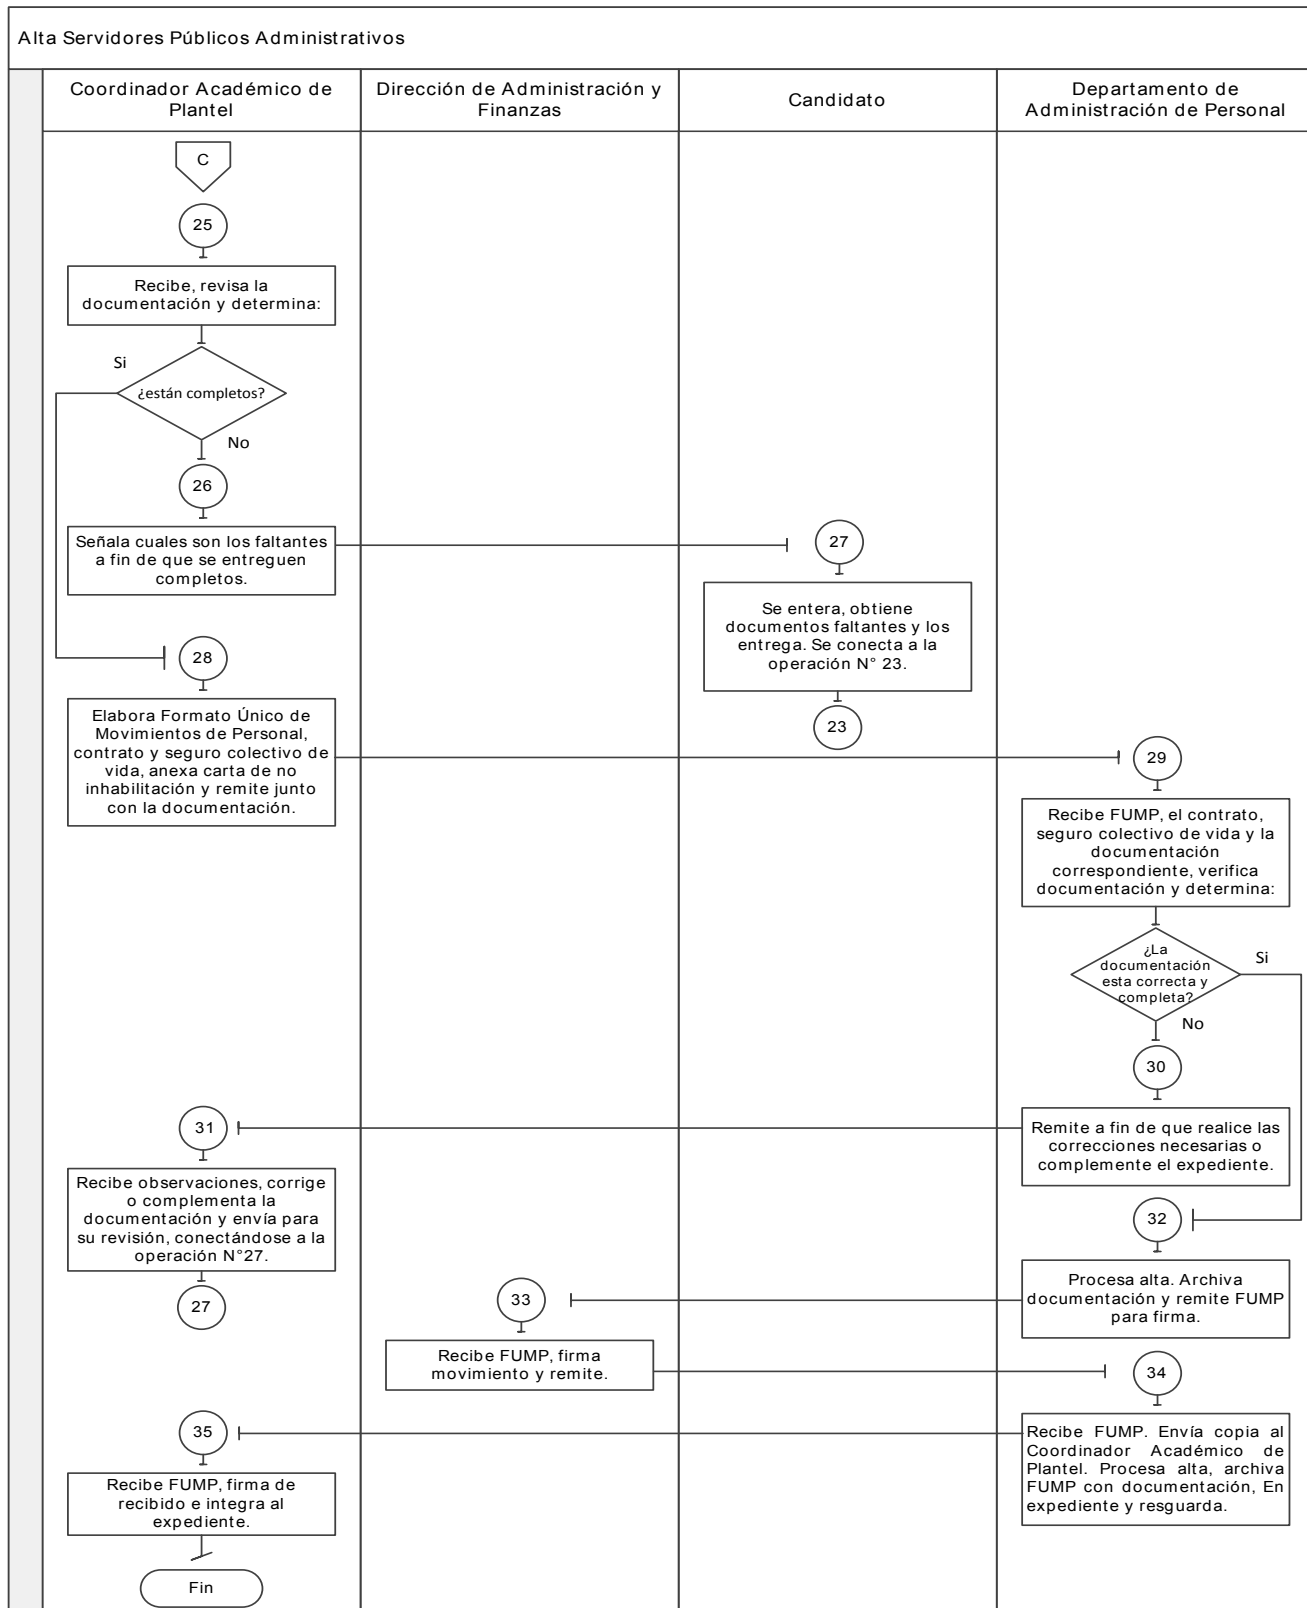 Alta Servidores Públicos Administrativos
Coordinador Académico de
Plantel
Dirección de Administración y
Finanzas
Candidato
Departamento de
Administración de Personal
C
25
Recibe, revisa la
documentación y determina:
Si
¿están completos?
No
26
Señala cuales son los faltantes
a fin de que se entreguen
completos.
27
Se entera, obtiene
documentos faltantes y los
entrega. Se conecta a la
operación N° 23.
23
28
Elabora Formato Único de
Movimientos de Personal,
contrato y seguro colectivo de
vida, anexa carta de no
inhabilitación y remite junto
con la documentación.
29
Recibe FUMP, el contrato,
seguro colectivo de vida y la
documentación
correspondiente, verifica
documentación y determina:
¿La
documentación
esta correcta y
completa?
Si
No
30
Remite a fin de que realice las
correcciones necesarias o
complemente el expediente.
31
Recibe observaciones, corrige
o complementa la
documentación y envía para
su revisión, conectándose a la
operación N°27.
27
32
Procesa alta. Archiva
documentación y remite FUMP
para firma.
33
Recibe FUMP, firma
movimiento y remite.
34
Recibe FUMP. Envía copia al
Coordinador Académico de
Plantel. Procesa alta, archiva
FUMP con documentación, En
expediente y resguarda.
35
Recibe FUMP, firma de
recibido e integra al
expediente.
Fin